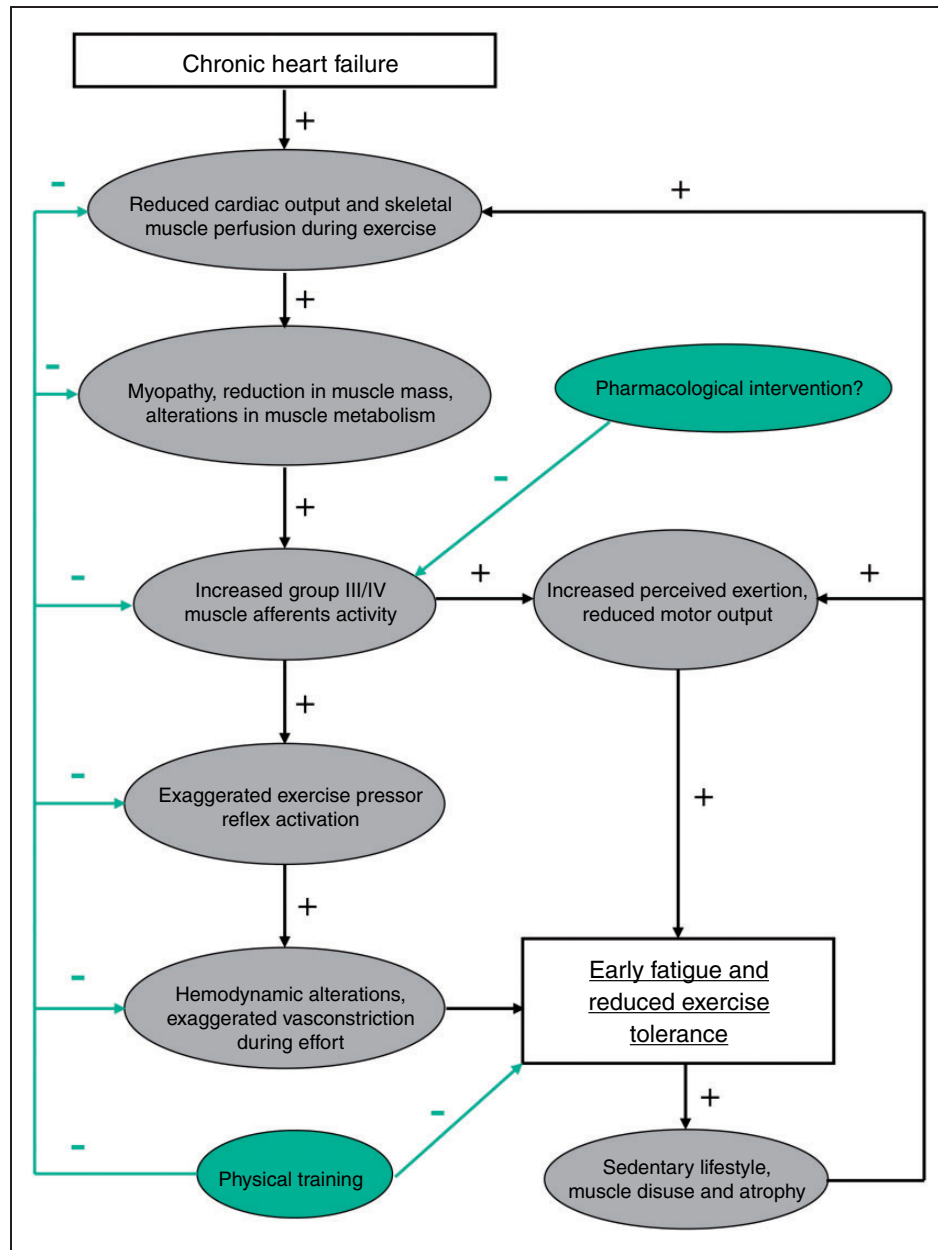 Chronic heart failure
+
-
+
Reduced cardiac output and skeletal
muscle perfusion during exercise
+
-
Myopathy, reduction in muscle mass,
alterations in muscle metabolism
Pharmacological intervention?
-
+
-
Increased group III/IV
muscle afferents activity
+
Increased perceived exertion,
reduced motor output
+
+
-
Exaggerated exercise pressor
reflex activation
+
+
-
Hemodynamic alterations,
exaggerated vasoconstriction
during effort
Early fatigue and
reduced exercise
tolerance
-
-
+
Physical training
Sedentary lifestyle,
muscle disuse and atrophy